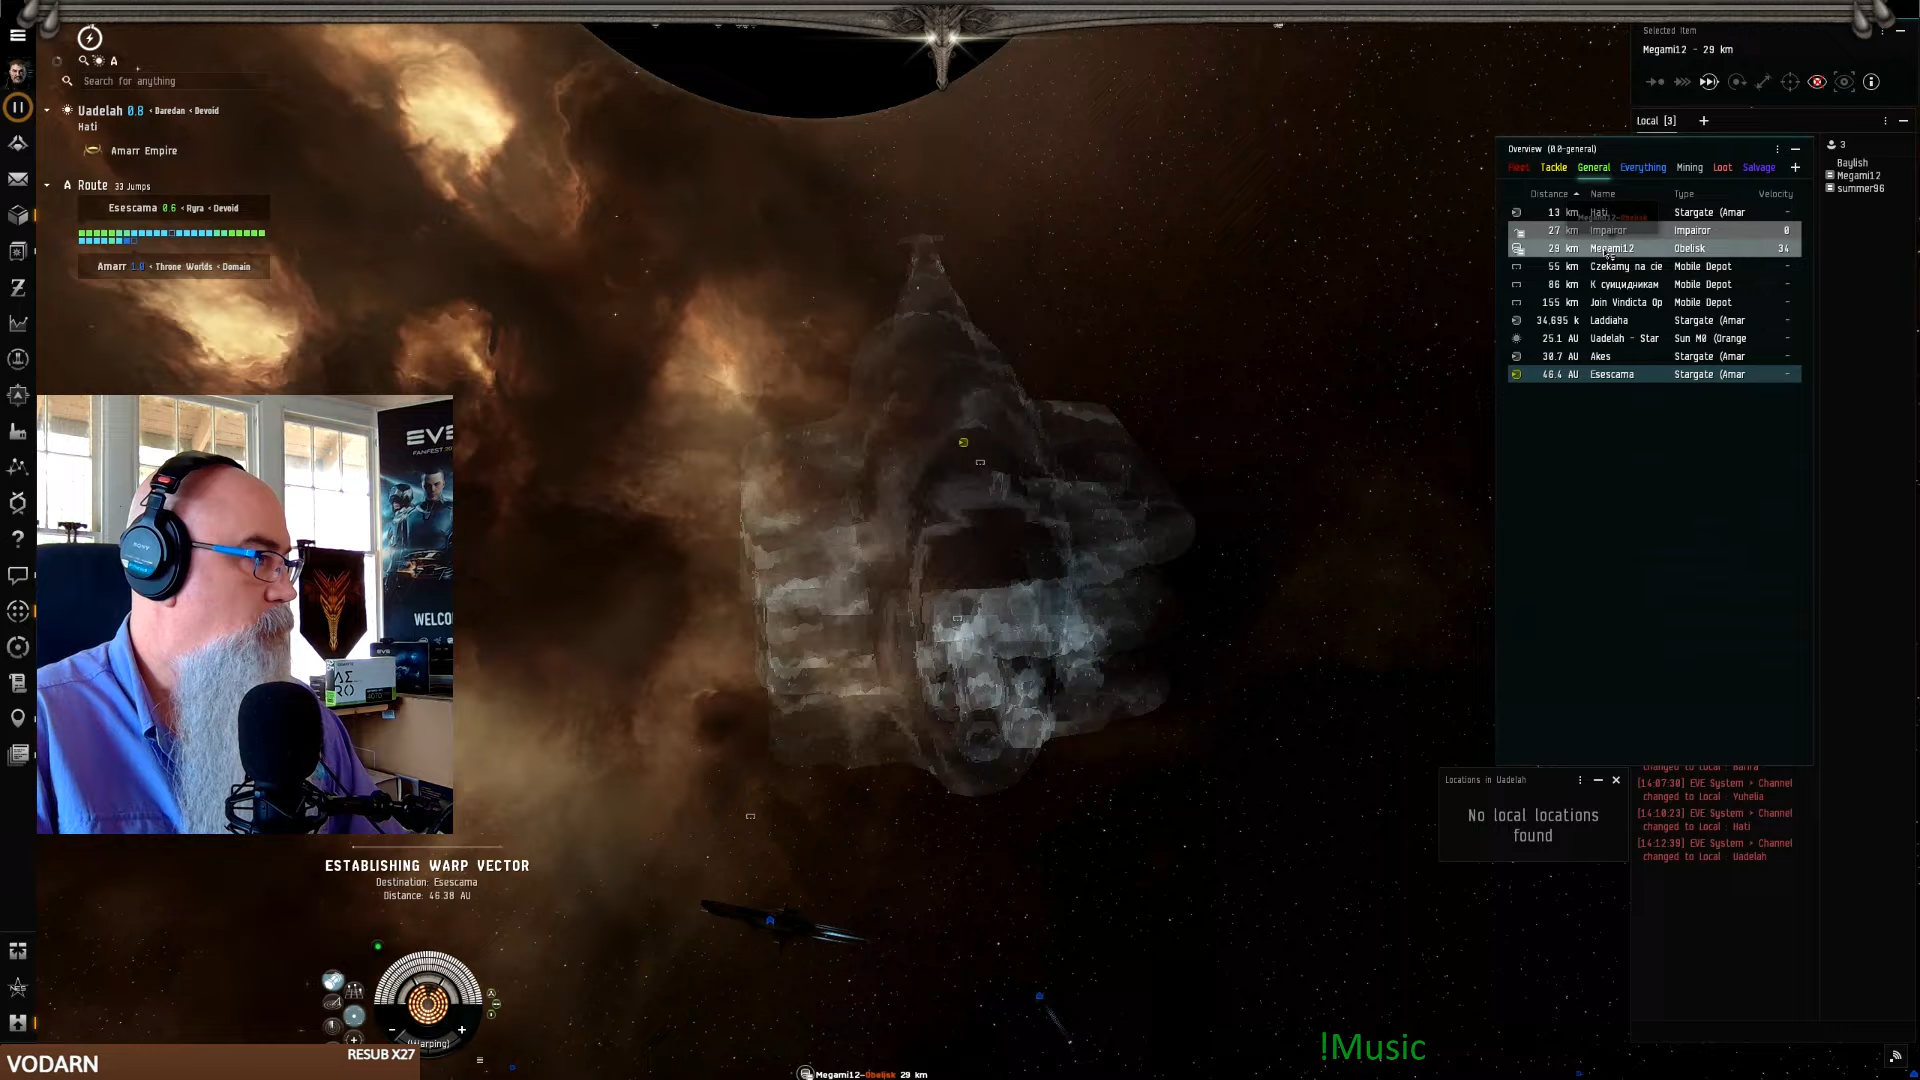 Search for anything
Uadelah 0.8 < Daredan < Devoid
Hati
Amarr Empire
A Route 33 Jumps
Esescama 0.6 < Ryra < Devoid
Amarr 1.0 < Throne Worlds < Domain
Selected Item
Megami12 - 29 km
Local [3]
3
Baylish
Megami12
summer96
Overview (00-general)
Fleet Tackle General Everything Mining Loot Salvage
Distance Name Type Velocity
13 km Hati Stargate (Amar -
27 km Impairor Impairor 0
29 km Megami12 Obelisk 34
55 km Czekamy na cie Mobile Depot -
86 km К суицидникам Mobile Depot -
155 km Join Vindicta Op Mobile Depot -
34,695 k Laddiaha Stargate (Amar -
25.1 AU Uadelah - Star Sun M0 (Orange -
30.7 AU Akes Stargate (Amar -
46.4 AU Esescama Stargate (Amar -
EVE
FANFEST
WELCO
SONY
EVE
Locations in Uadelah
No local locations
found
[14:07:30] EVE System > Channel
changed to Local : Yuhelia
[14:10:23] EVE System > Channel
changed to Local : Hati
[14:12:39] EVE System > Channel
changed to Local : Uadelah
ESTABLISHING WARP VECTOR
Destination: Esescama
Distance: 46.38 AU
(Warping)
VODARN
RESUB X27
Megami12-Obelisk 29 km
!Music